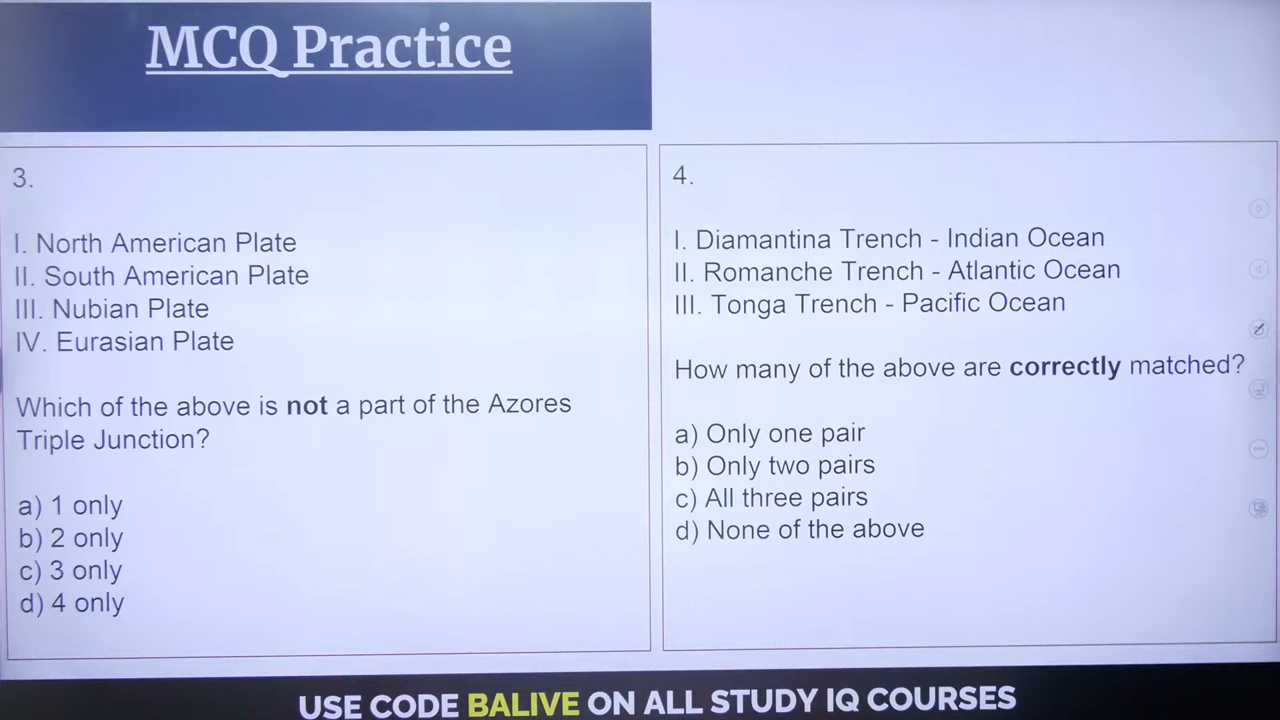 MCQ Practice
3.
I. North American Plate
II. South American Plate
III. Nubian Plate
IV. Eurasian Plate
Which of the above is not a part of the Azores
Triple Junction?
a) 1 only
b) 2 only
c) 3 only
d) 4 only
4.
I. Diamantina Trench - Indian Ocean
II. Romanche Trench - Atlantic Ocean
III. Tonga Trench - Pacific Ocean
How many of the above are correctly matched?
a) Only one pair
b) Only two pairs
c) All three pairs
d) None of the above
USE CODE BALIVE ON ALL STUDY IQ COURSES